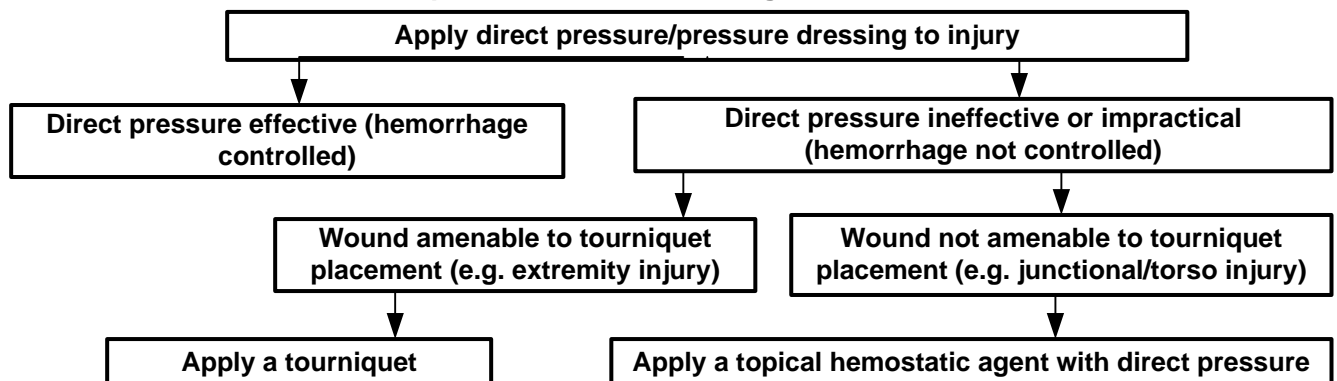 Apply direct pressure/pressure dressing to injury
Direct pressure effective (hemorrhage
controlled)
Direct pressure ineffective or impractical
(hemorrhage not controlled)
Wound amenable to tourniquet
placement (e.g. extremity injury)
Wound not amenable to tourniquet
placement (e.g. junctional/torso injury)
Apply a tourniquet
Apply a topical hemostatic agent with direct pressure